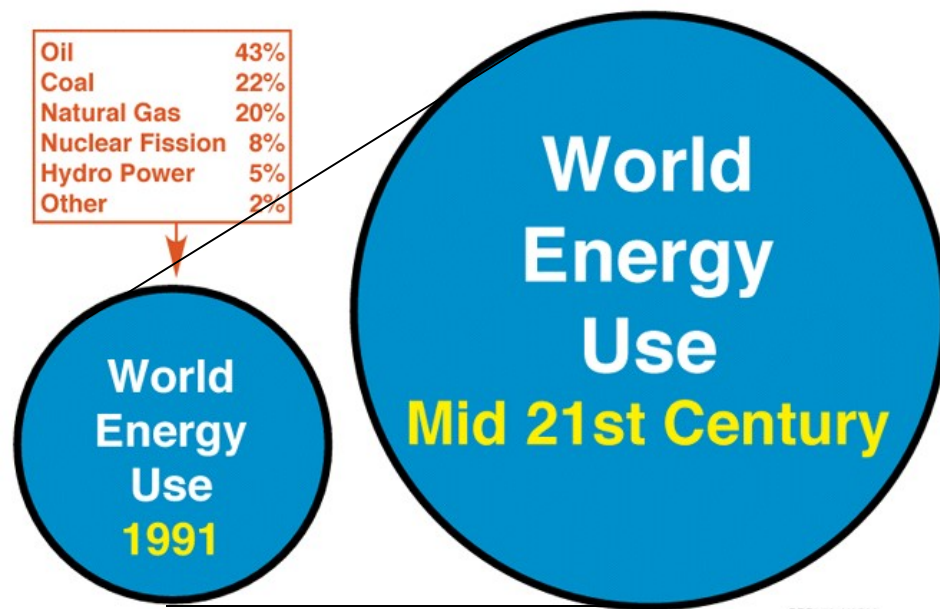 Oil 43%
Coal 22%
Natural Gas 20%
Nuclear Fission 8%
Hydro Power 5%
Other 2%
World
Energy
Use
1991
World
Energy
Use
Mid 21st Century